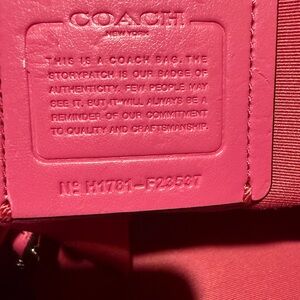 COACH
NEW YORK
THIS IS A COACH BAG. THE
STORYPATCH IS OUR BADGE OF
AUTHENTICITY. FEW PEOPLE MAY
SEE IT, BUT IT WILL ALWAYS BE A
REMINDER OF OUR COMMITMENT
TO QUALITY AND CRAFTSMANSHIP.
Nº H1781-F23537